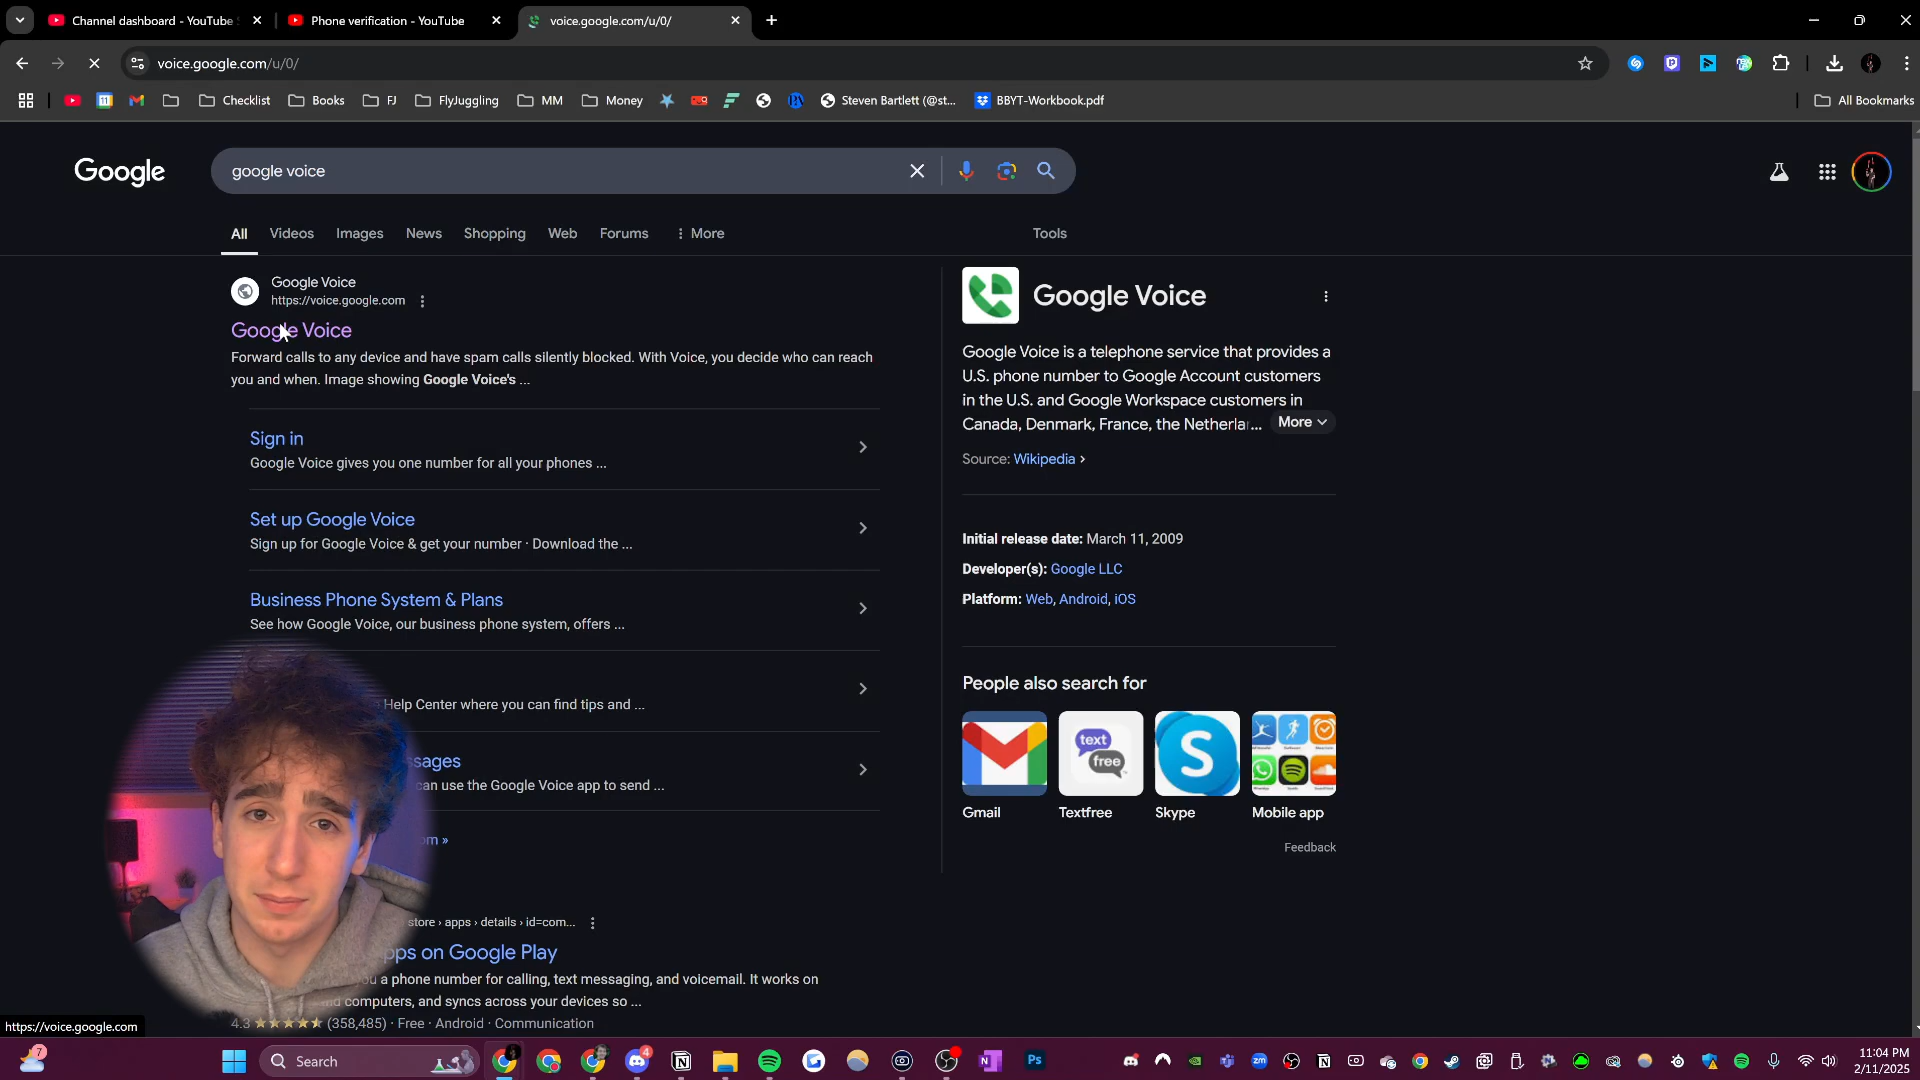 Channel dashboard - YouTube
Phone verification - YouTube
voice.google.com/u/0/
voice.google.com/u/0/
Checklist
Books
FJ
FlyJuggling
MM
Money
Steven Bartlett (@st...
BBYT-Workbook.pdf
All Bookmarks
Google
google voice
All
Videos
Images
News
Shopping
Web
Forums
More
Tools
Google Voice
https://voice.google.com
Google Voice
Forward calls to any device and have spam calls silently blocked. With Voice, you decide who can reach
you and when. Image showing Google Voice's ...
Sign in
Google Voice gives you one number for all your phones ...
Set up Google Voice
Sign up for Google Voice & get your number · Download the ...
Business Phone System & Plans
See how Google Voice, our business phone system, offers ...
Help Center where you can find tips and ...
ssages
can use the Google Voice app to send ...
om »
store › apps › details › id=com...
pps on Google Play
u a phone number for calling, text messaging, and voicemail. It works on
d computers, and syncs across your devices so ...
4.3 (358,485) · Free · Android · Communication
Google Voice
Google Voice is a telephone service that provides a
U.S. phone number to Google Account customers
in the U.S. and Google Workspace customers in
Canada, Denmark, France, the Netherla... More
Source: Wikipedia ›
Initial release date: March 11, 2009
Developer(s): Google LLC
Platform: Web, Android, iOS
People also search for
text
free
Gmail
Textfree
Skype
Mobile app
Feedback
https://voice.google.com
7
Search
4
Ps
zm
11:04 PM
2/11/2025